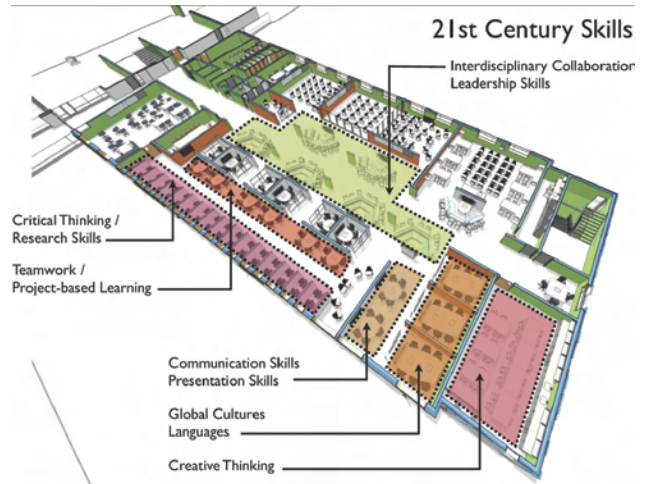 21st Century Skills
Interdisciplinary Collaboration
Leadership Skills
Critical Thinking /
Research Skills
Teamwork /
Project-based Learning
Communication Skills
Presentation Skills
Global Cultures
Languages
Creative Thinking